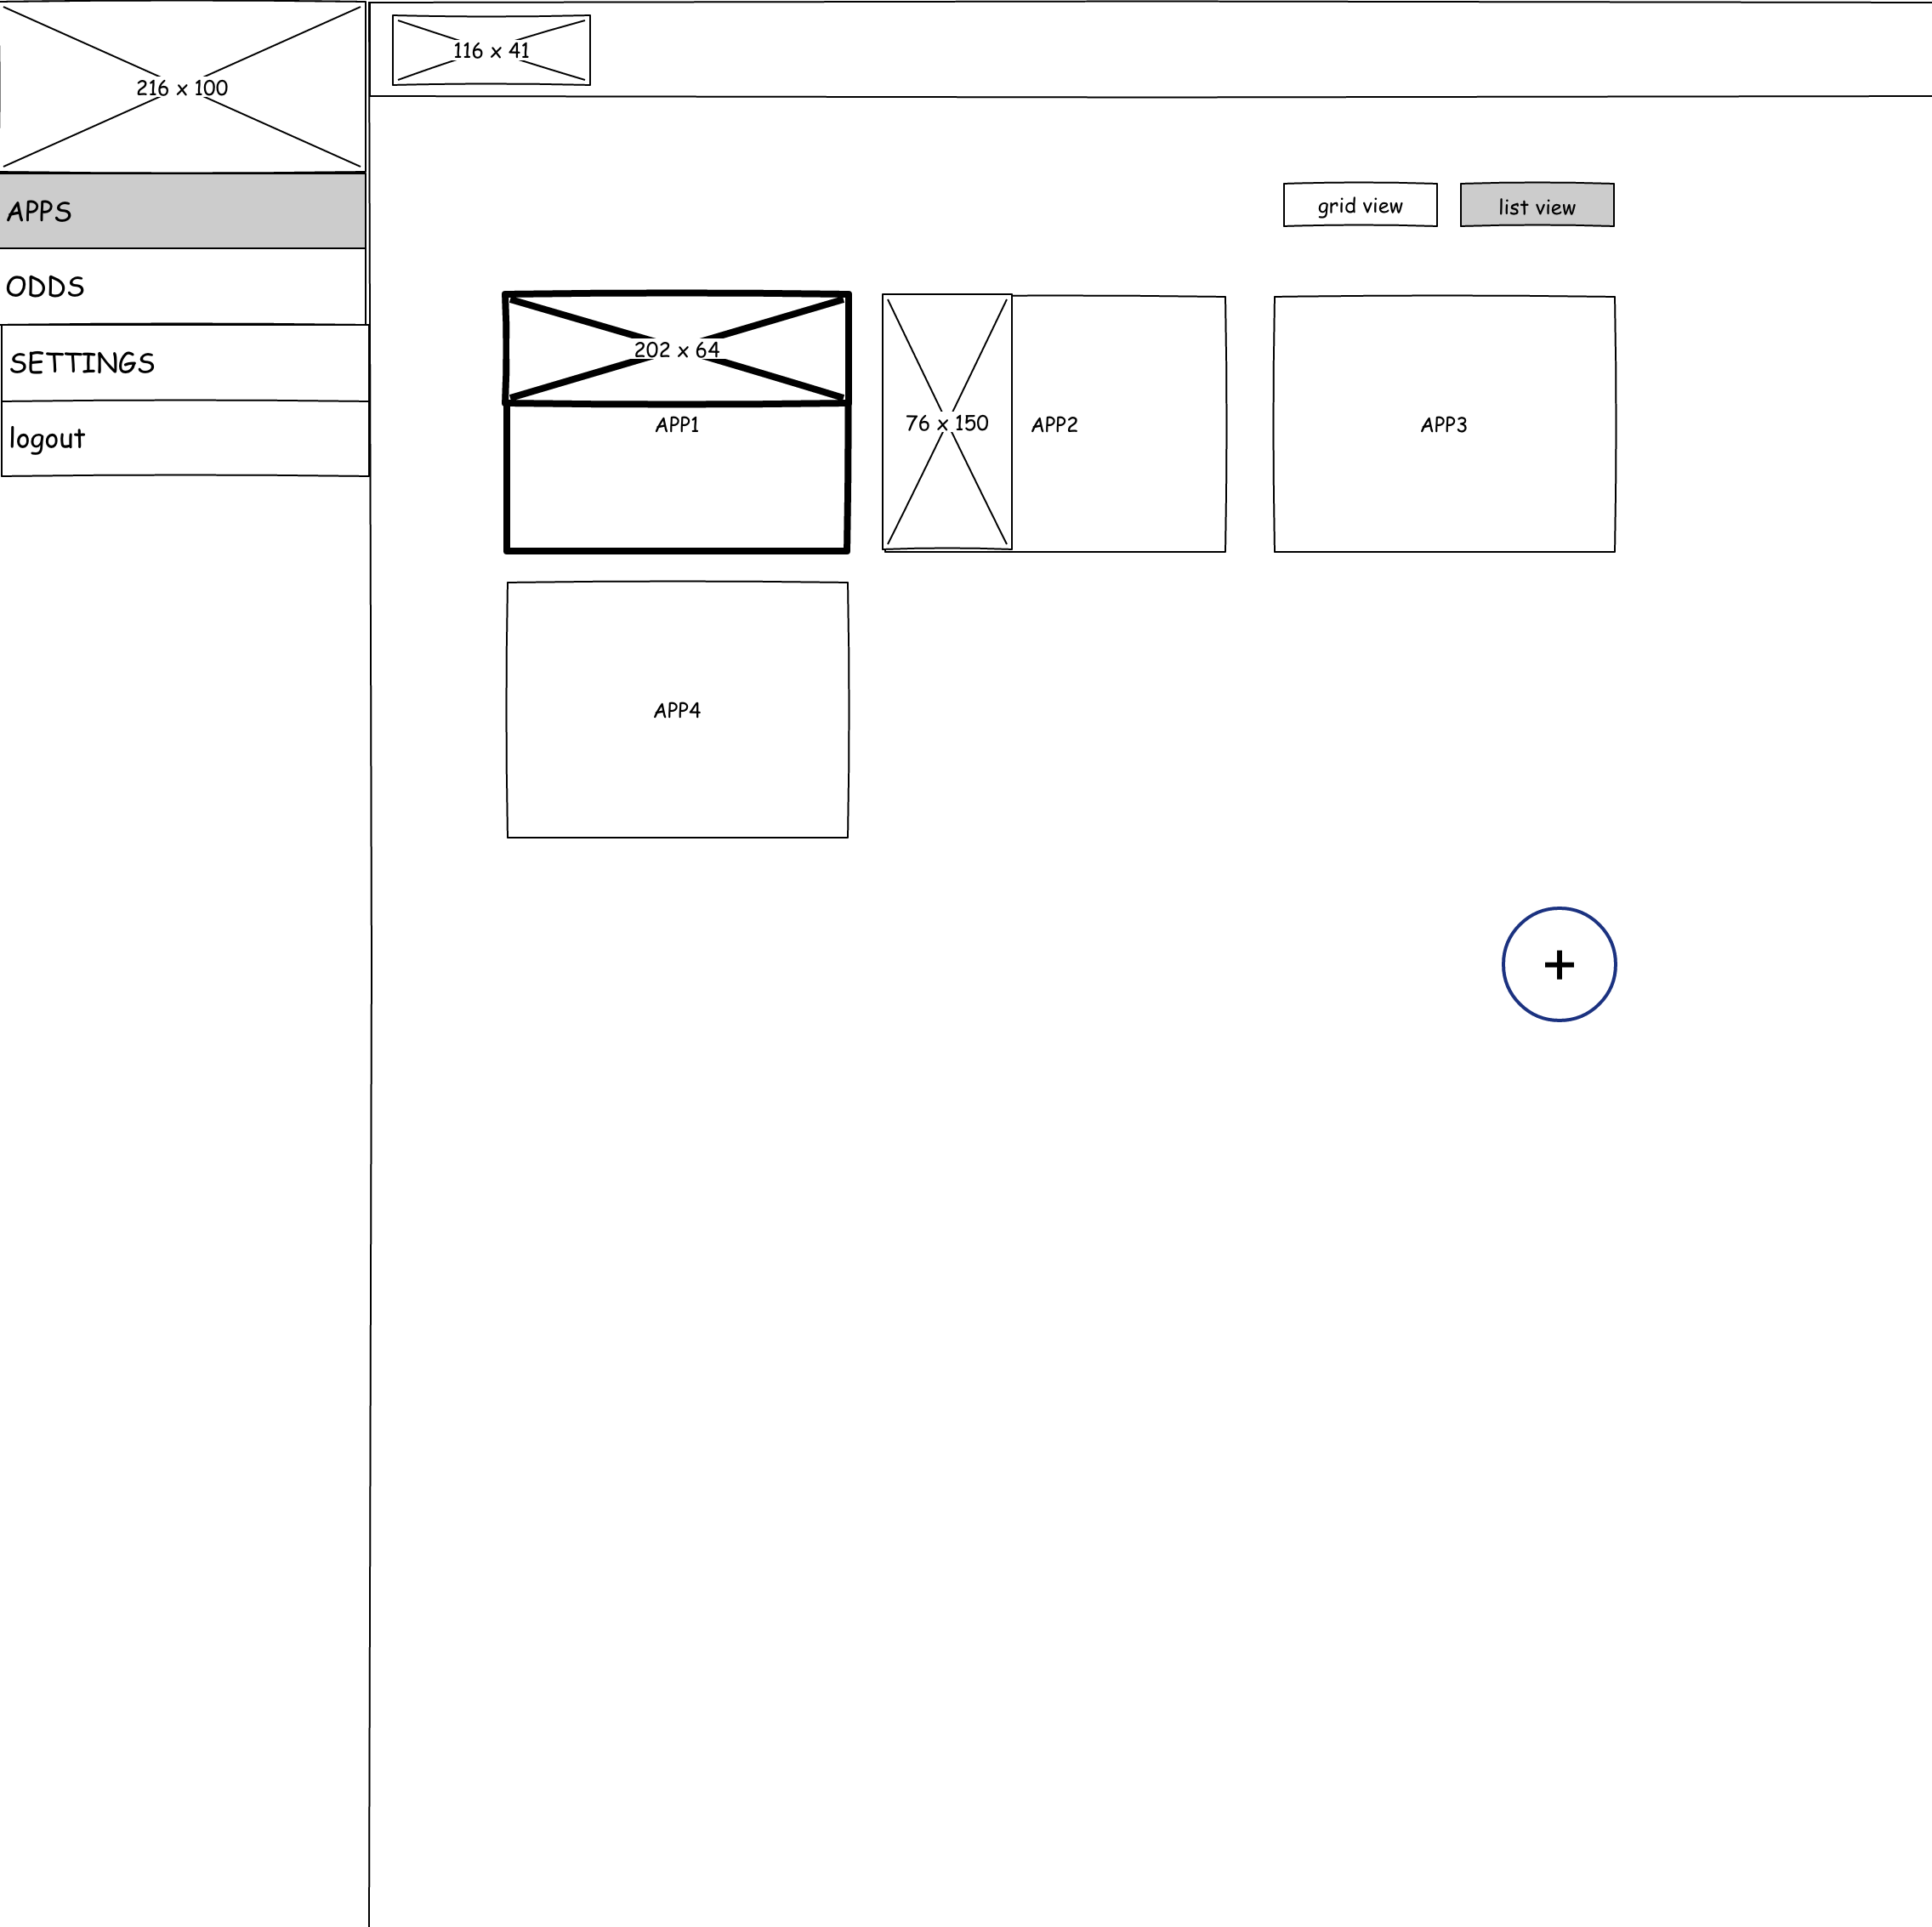 216 x 100
116 x 41
APPS
ODDS
SETTINGS
logout
grid view
list view
202 x 64
APP1
76 x 150
APP2
APP3
APP4
+